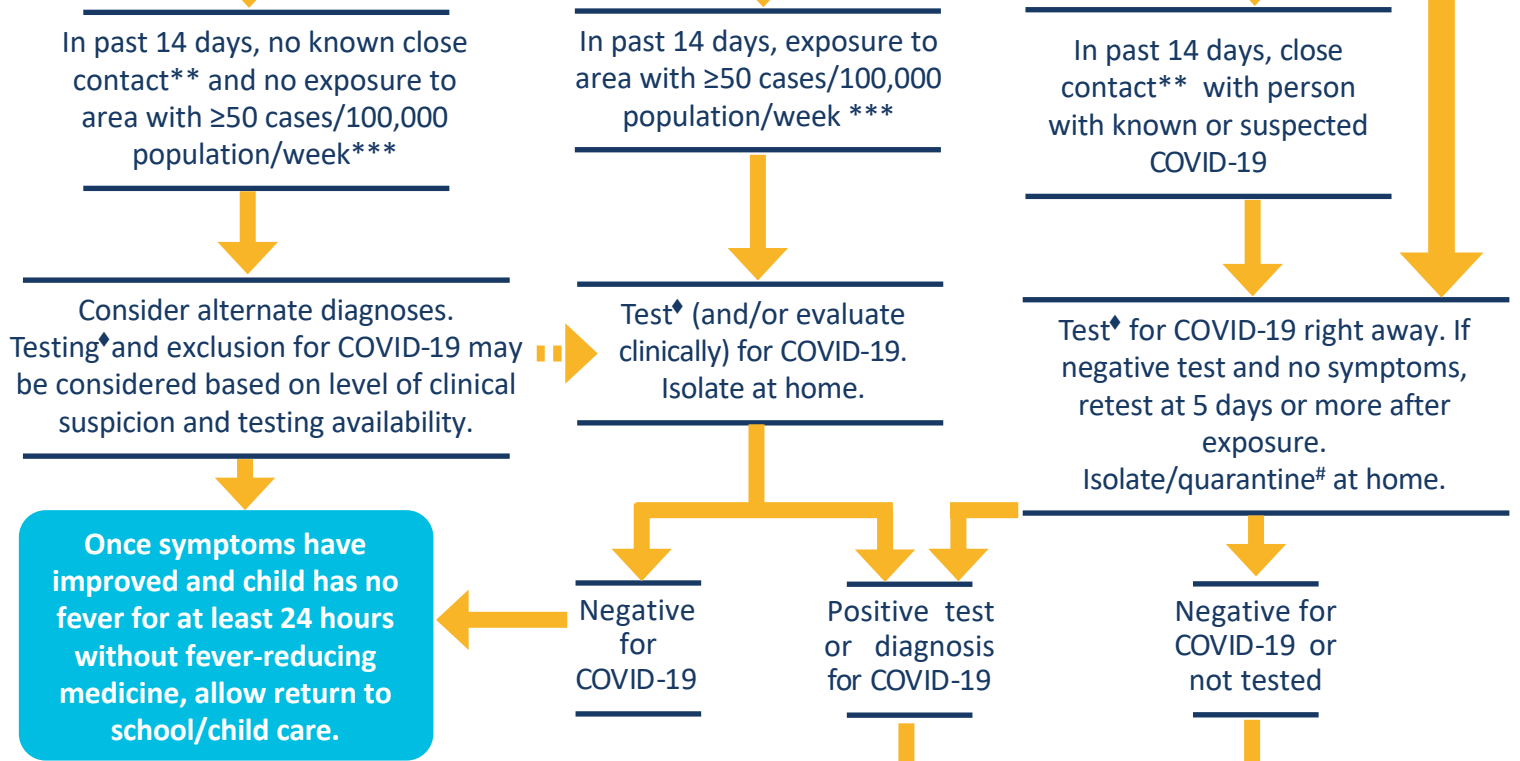 In past 14 days, no known close
contact** and no exposure to
area with ≥50 cases/100,000
population/week***
In past 14 days, exposure to
area with ≥50 cases/100,000
population/week ***
In past 14 days, close
contact** with person
with known or suspected
COVID-19
Consider alternate diagnoses.
Testing♦and exclusion for COVID-19 may
be considered based on level of clinical
suspicion and testing availability.
Test♦ (and/or evaluate
clinically) for COVID-19.
Isolate at home.
Test♦ for COVID-19 right away. If
negative test and no symptoms,
retest at 5 days or more after
exposure.
Isolate/quarantine# at home.
Once symptoms have
improved and child has no
fever for at least 24 hours
without fever-reducing
medicine, allow return to
school/child care.
Negative
for
COVID-19
Positive test
or diagnosis
for COVID-19
Negative for
COVID-19 or
not tested